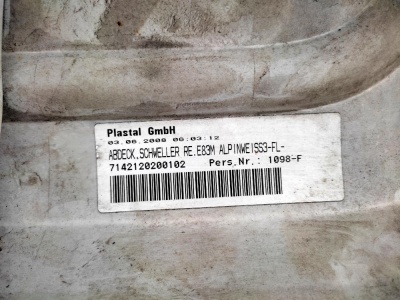 Plastal GmbH
03.06.2008 06:03:12
ABDECK.SCHWELLER RE.E83M ALPINWEISS3-FL-
7142120200102 Pers.Nr.: 1098-F